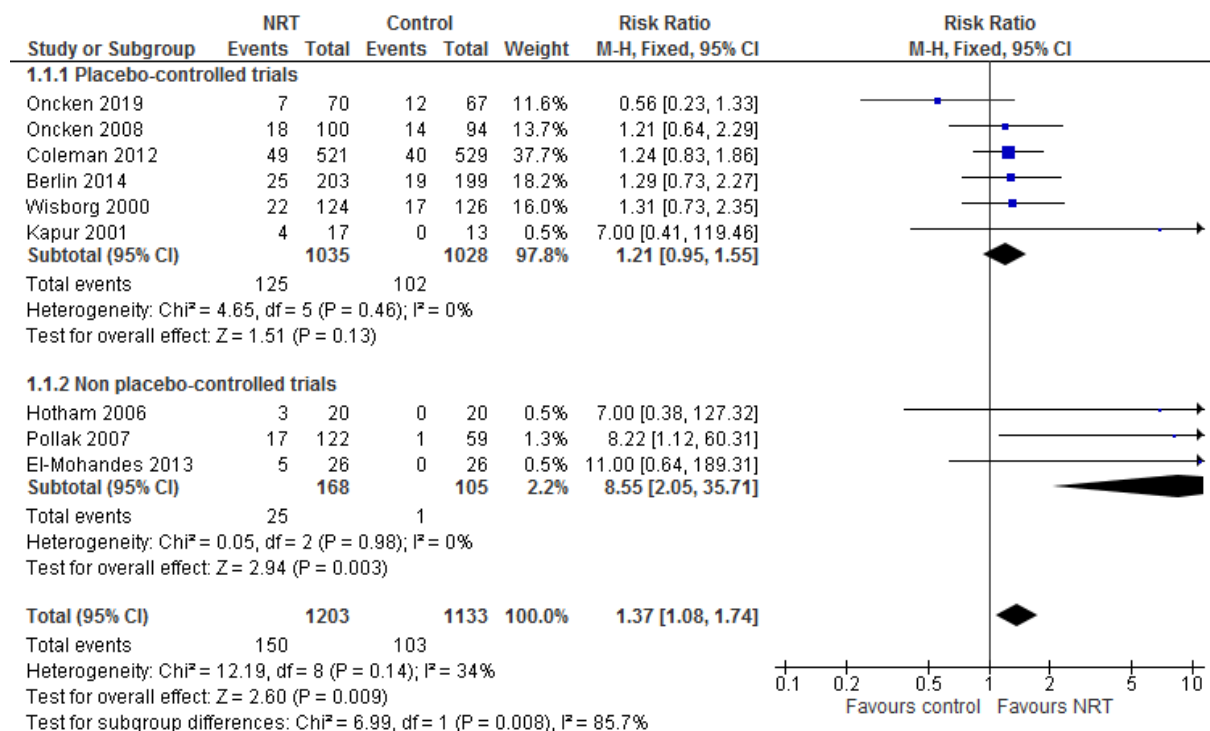 NRT Control Risk Ratio Risk Ratio
Study or Subgroup Events Total Events Total Weight M-H, Fixed, 95% CI M-H, Fixed, 95% CI
1.1.1 Placebo-controlled trials
Oncken 2019 7 70 12 67 11.6% 0.56 [0.23, 1.33]
Oncken 2008 18 100 14 94 13.7% 1.21 [0.64, 2.29]
Coleman 2012 49 521 40 529 37.7% 1.24 [0.83, 1.86]
Berlin 2014 25 203 19 199 18.2% 1.29 [0.73, 2.27]
Wisborg 2000 22 124 17 126 16.0% 1.31 [0.73, 2.35]
Kapur 2001 4 17 0 13 0.5% 7.00 [0.41, 119.46]
Subtotal (95% CI) 1035 1028 97.8% 1.21 [0.95, 1.55]
Total events 125 102
Heterogeneity: Chi² = 4.65, df = 5 (P = 0.46); I² = 0%
Test for overall effect: Z = 1.51 (P = 0.13)
1.1.2 Non placebo-controlled trials
Hotham 2006 3 20 0 20 0.5% 7.00 [0.38, 127.32]
Pollak 2007 17 122 1 59 1.3% 8.22 [1.12, 60.31]
El-Mohandes 2013 5 26 0 26 0.5% 11.00 [0.64, 189.31]
Subtotal (95% CI) 168 105 2.2% 8.55 [2.05, 35.71]
Total events 25 1
Heterogeneity: Chi² = 0.05, df = 2 (P = 0.98); I² = 0%
Test for overall effect: Z = 2.94 (P = 0.003)
Total (95% CI) 1203 1133 100.0% 1.37 [1.08, 1.74]
Total events 150 103
Heterogeneity: Chi² = 12.19, df = 8 (P = 0.14); I² = 34%
Test for overall effect: Z = 2.60 (P = 0.009)
Test for subgroup differences: Chi² = 6.99, df = 1 (P = 0.008), I² = 85.7%
0.1 0.2 0.5 1 2 5 10
Favours control Favours NRT